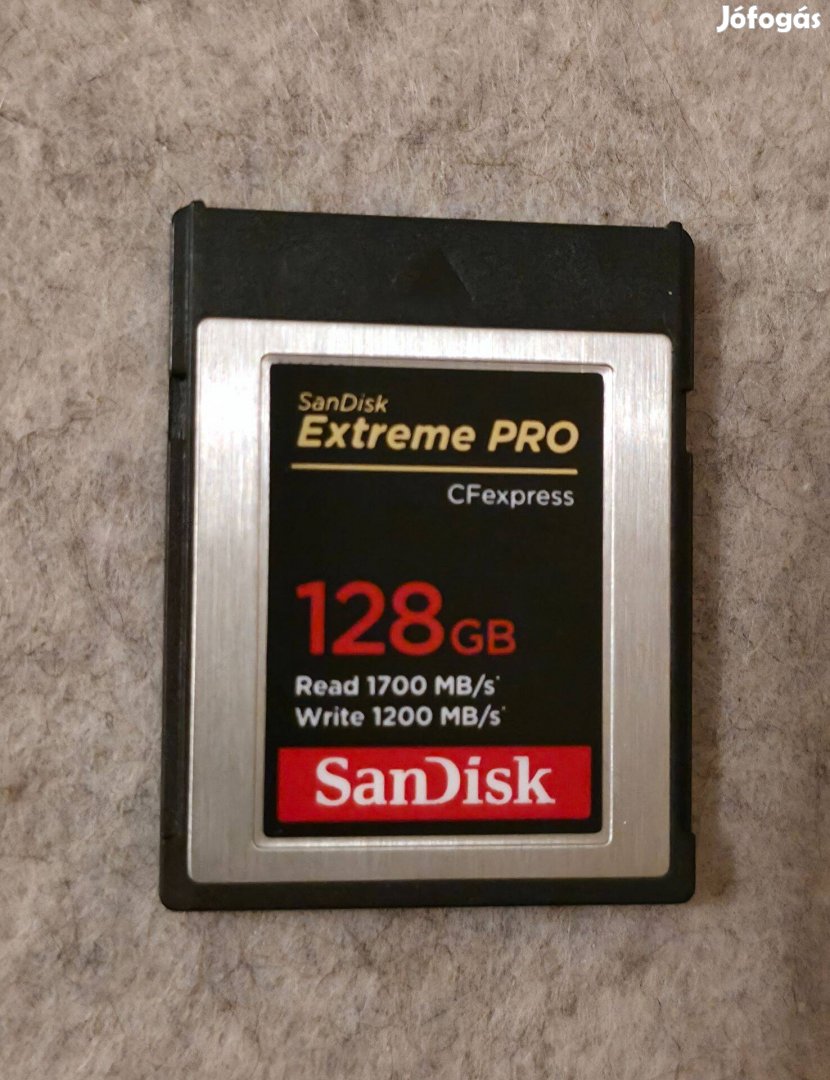 Jófogás
SanDisk
Extreme PRO
CFexpress
128GB
Read 1700 MB/s*
Write 1200 MB/s*
SanDisk